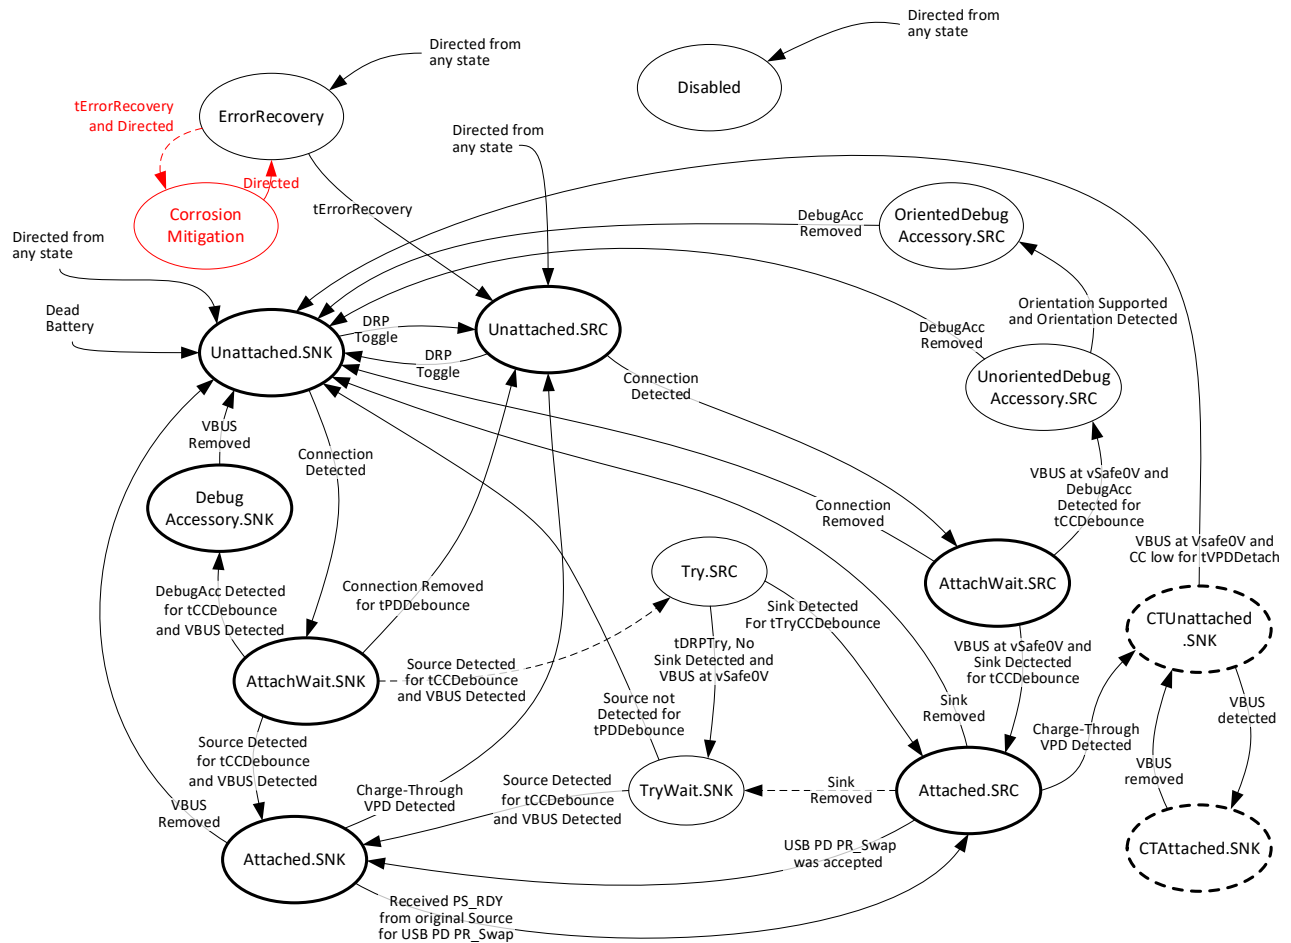 Directed from
any state
Directed from
any state
Disabled
tErrorRecovery
and Directed
ErrorRecovery
Directed from
any state
Directed
Corrosion
Mitigation
tErrorRecovery
DebugAcc
Removed
OrientedDebug
Accessory.SRC
Directed from
any state
Dead
Battery
Orientation Supported
and Orientation Detected
DRP
Toggle
Unattached.SNK
Unattached.SRC
DRP
Toggle
DebugAcc
Removed
UnorientedDebug
Accessory.SRC
Connection
Detected
VBUS
Removed
Connection
Detected
Debug
Accessory.SNK
Connection
Removed
VBUS at vSafe0V and
DebugAcc
Detected for
tCCDebounce
VBUS at Vsafe0V and
CC low for tVPDDetach
DebugAcc Detected
for tCCDebounce
and VBUS Detected
Connection Removed
for tPDDebounce
Try.SRC
Sink Detected
For tTryCCDebounce
AttachWait.SRC
CTUnattached
.SNK
AttachWait.SNK
Source Detected
for tCCDebounce
and VBUS Detected
tDRPTry, No
Sink Detected and
VBUS at vSafe0V
VBUS at vSafe0V and
Sink Dectected
for tCCDebounce
Source not
Detected for
tPDDebounce
Sink
Removed
VBUS
detected
Charge-Through
VPD Detected
Source Detected
for tCCDebounce
and VBUS Detected
VBUS
removed
VBUS
Removed
Charge-Through
VPD Detected
Source Detected
for tCCDebounce
and VBUS Detected
TryWait.SNK
Sink
Removed
Attached.SRC
Attached.SNK
USB PD PR_Swap
was accepted
CTAttached.SNK
Received PS_RDY
from original Source
for USB PD PR_Swap